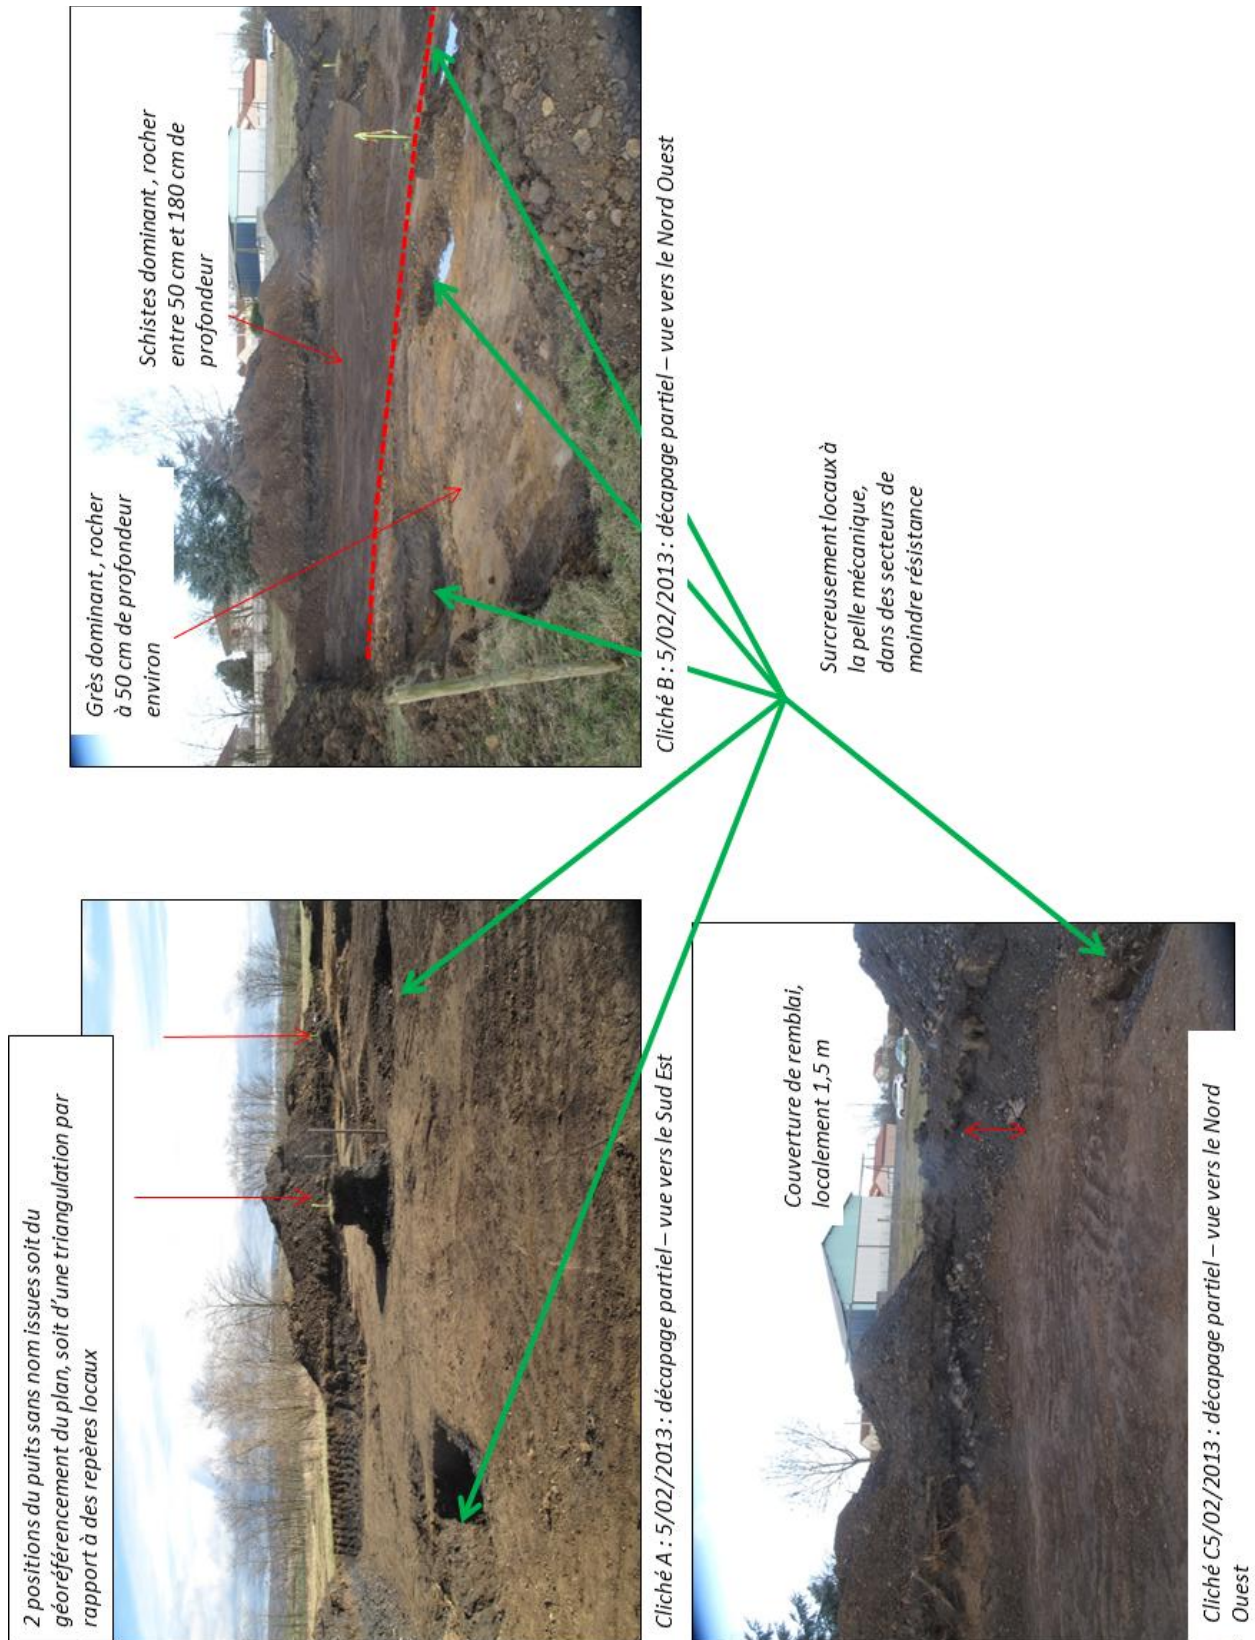 2 positions du puits sans nom issues soit du
géoréférencement du plan, soit d'une triangulation par
rapport à des repères locaux
Grès dominant, rocher
à 50 cm de profondeur
environ
Schistes dominant, rocher
entre 50 cm et 180 cm de
profondeur
Cliché A : 5/02/2013 : décapage partiel – vue vers le Sud Est
Cliché B : 5/02/2013 : décapage partiel – vue vers le Nord Ouest
Couverture de remblai,
localement 1,5 m
Surcreusement locaux à
la pelle mécanique,
dans des secteurs de
moindre résistance
Cliché C5/02/2013 : décapage partiel – vue vers le Nord
Ouest